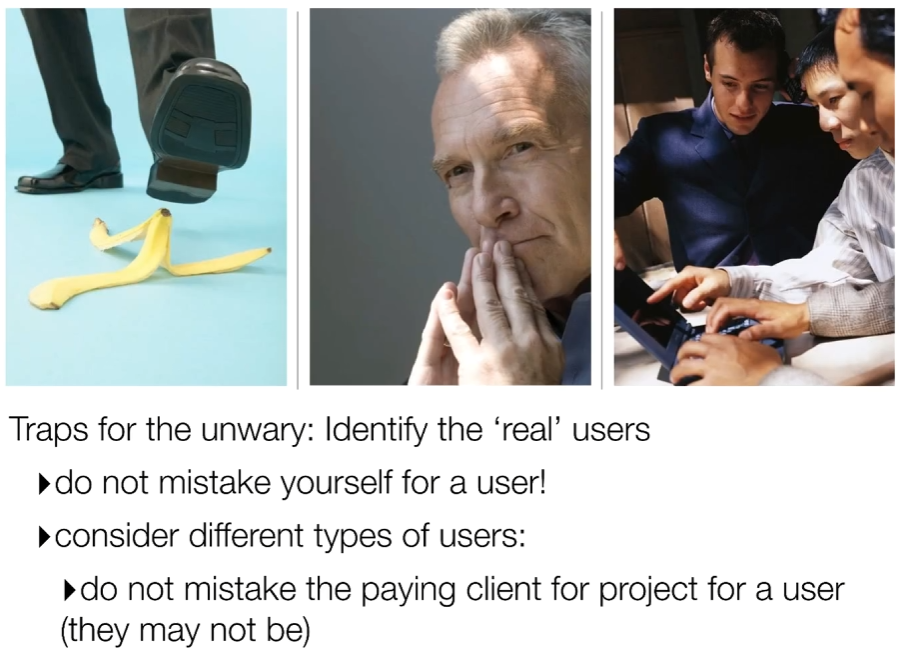 Traps for the unwary: Identify the ‘real’ users
▸do not mistake yourself for a user!
▸consider different types of users:
▸do not mistake the paying client for project for a user
(they may not be)